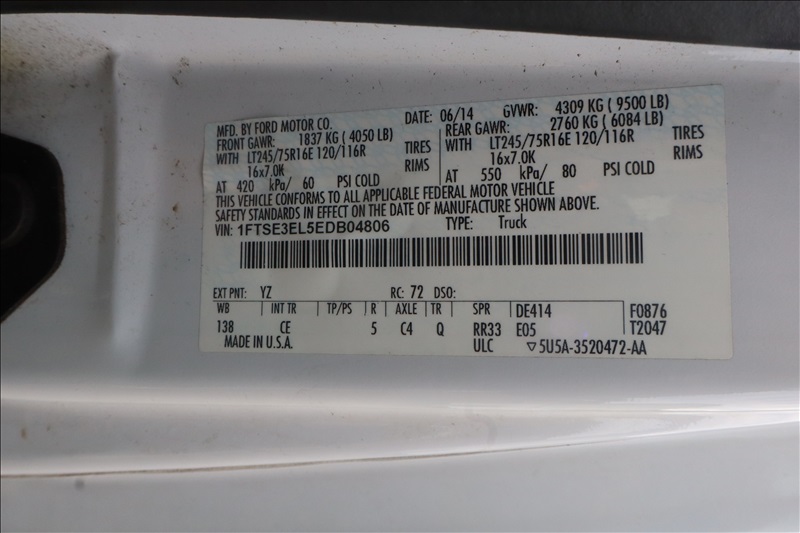 MFD. BY FORD MOTOR CO. DATE: 06/14 GVWR: 4309 KG ( 9500 LB)
FRONT GAWR: 1837 KG ( 4050 LB) REAR GAWR: 2760 KG ( 6084 LB)
WITH LT245/75R16E 120/116R TIRES WITH LT245/75R16E 120/116R TIRES
16x7.0K RIMS 16x7.0K RIMS
AT 420 kPa/ 60 PSI COLD AT 550 kPa/ 80 PSI COLD
THIS VEHICLE CONFORMS TO ALL APPLICABLE FEDERAL MOTOR VEHICLE
SAFETY STANDARDS IN EFFECT ON THE DATE OF MANUFACTURE SHOWN ABOVE.
VIN: 1FTSE3EL5EDB04806 TYPE: Truck
EXT PNT: YZ RC: 72 DSO:
WB INT TR TP/PS R AXLE TR SPR DE414 F0876
138 CE 5 C4 Q RR33 E05 T2047
MADE IN U.S.A. ULC ▽5U5A-3520472-AA